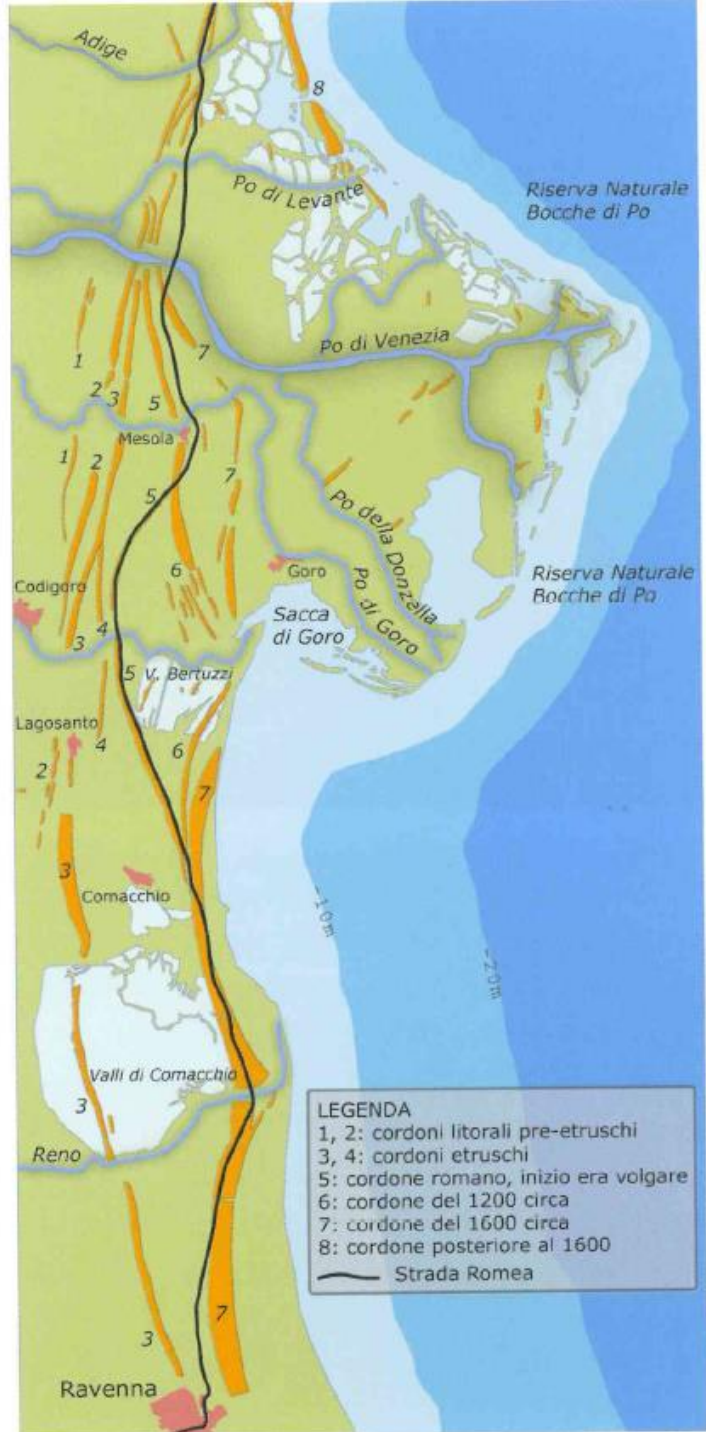 Adige
8
Po di Levante
Riserva Naturale
Bocche di Po
Po di Venezia
1
7
2
3
5
Mesola
1
2
7
5
Po della Donzella
6
Goro
Po di Goro
Riserva Naturale
Bocche di Po
Codigoro
Sacca
di Goro
3
4
5
V. Bertuzzi
Lagosanto
4
6
2
7
3
Comacchio
-10m
-20m
Valli di Comacchio
3
Reno
LEGENDA
1, 2: cordoni litorali pre-etruschi
3, 4: cordoni etruschi
5: cordone romano, inizio era volgare
6: cordone del 1200 circa
7: cordone del 1600 circa
8: cordone posteriore al 1600
Strada Romea
7
3
Ravenna